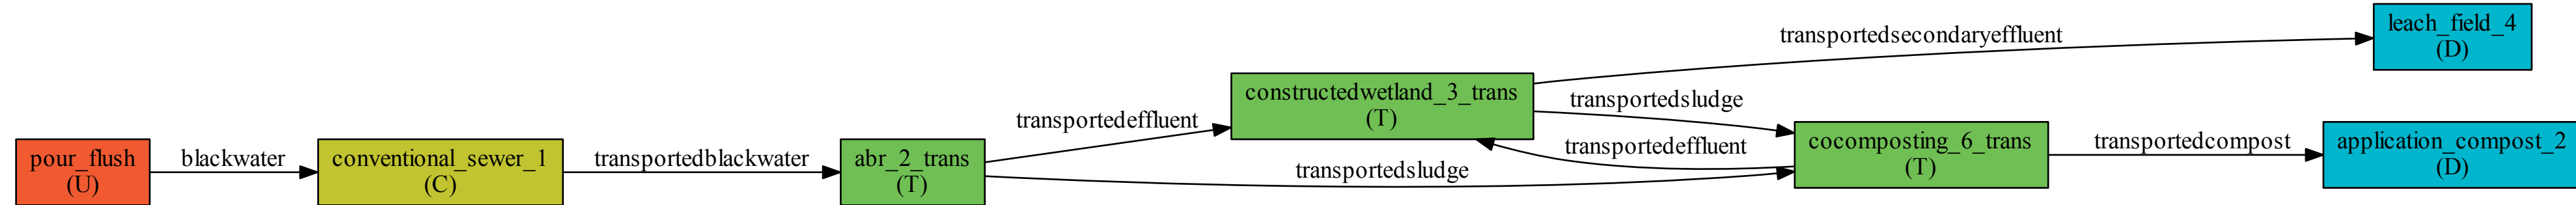 pour_flush
(U)
blackwater
conventional_sewer_1
(C)
transportedblackwater
abr_2_trans
(T)
transportedeffluent
transportedsludge
constructedwetland_3_trans
(T)
transportedsecondaryeffluent
transportedsludge
transportedeffluent
cocomposting_6_trans
(T)
transportedcompost
leach_field_4
(D)
application_compost_2
(D)